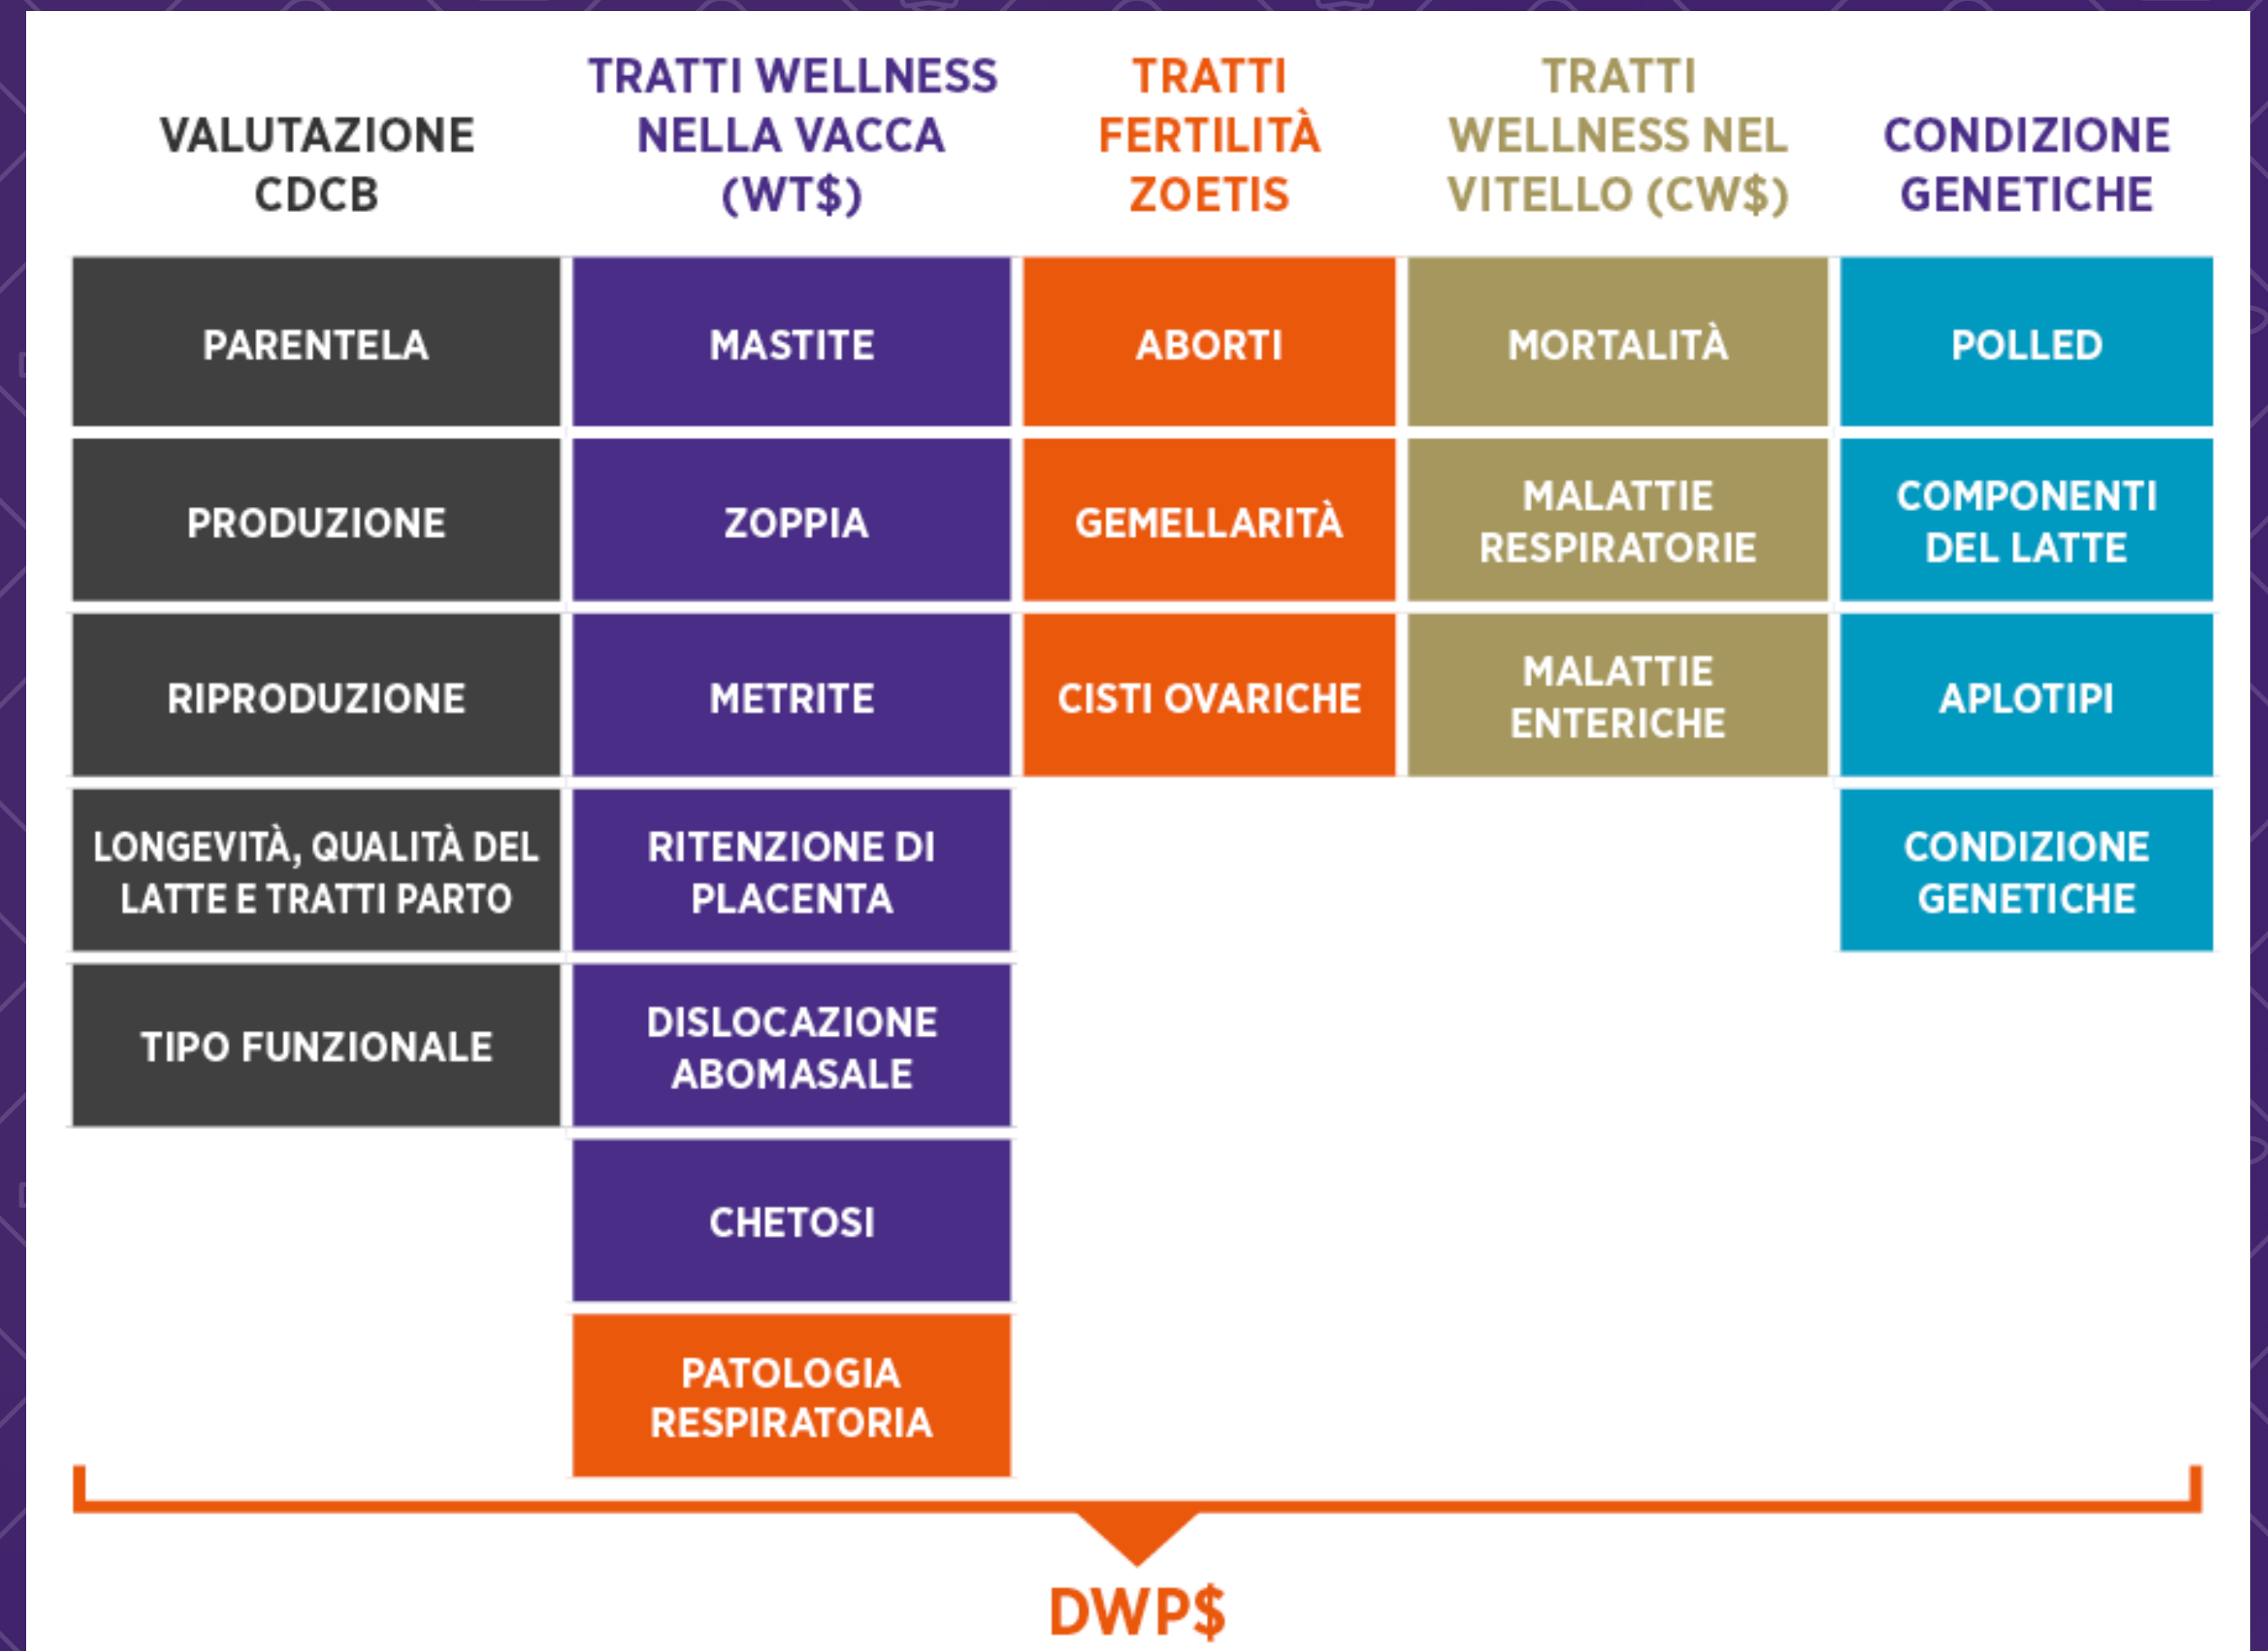 VALUTAZIONE
CDCB
TRATTI WELLNESS
NELLA VACCA
(WT$)
TRATTI
FERTILITÀ
ZOETIS
TRATTI
WELLNESS NEL
VITELLO (CW$)
CONDIZIONE
GENETICHE
PARENTELA
MASTITE
ABORTI
MORTALITÀ
POLLED
PRODUZIONE
ZOPPIA
GEMELLARITÀ
MALATTIE
RESPIRATORIE
COMPONENTI
DEL LATTE
RIPRODUZIONE
METRITE
CISTI OVARICHE
MALATTIE
ENTERICHE
APLOTIPI
LONGEVITÀ, QUALITÀ DEL
LATTE E TRATTI PARTO
RITENZIONE DI
PLACENTA
CONDIZIONE
GENETICHE
TIPO FUNZIONALE
DISLOCAZIONE
ABOMASALE
CHETOSI
PATOLOGIA
RESPIRATORIA
DWP$